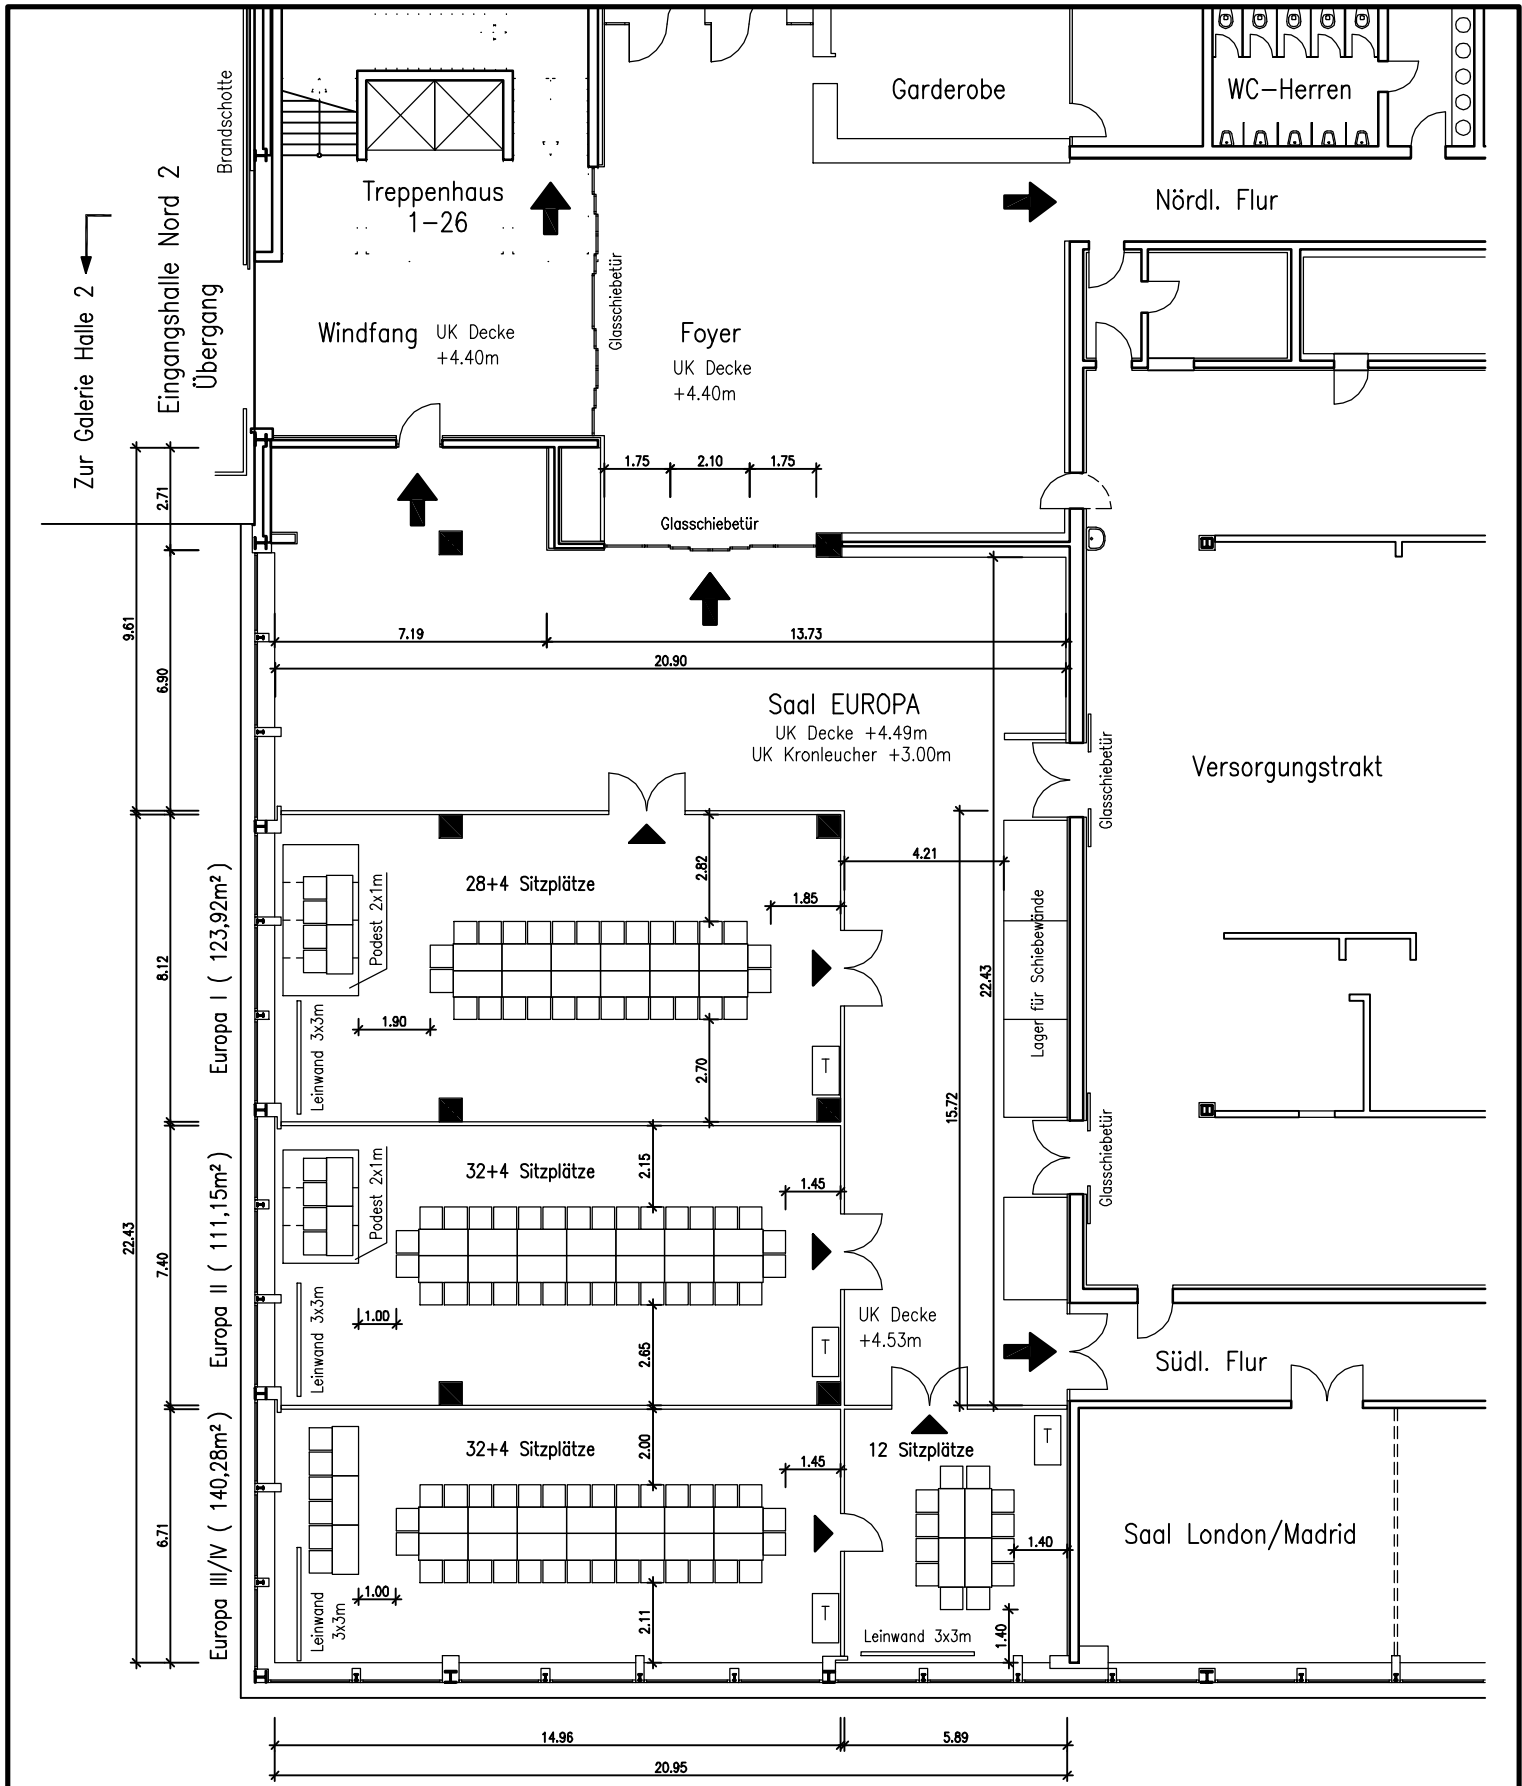 Garderobe
WC-Herren
Brandschotte
Treppenhaus
1-26
Nördl. Flur
Zur Galerie Halle 2
Eingangshalle Nord 2
Übergang
Windfang
UK Decke
+4.40m
Glasschiebetür
Foyer
UK Decke
+4.40m
1.75
2.10
1.75
Glasschiebetür
2.71
9.61
6.90
7.19
13.73
20.90
Saal EUROPA
UK Decke +4.49m
UK Kronleucher +3.00m
Glasschiebetür
Versorgungstrakt
Europa I ( 123,92m²)
8.12
28+4 Sitzplätze
Podest 2x1m
2.82
1.85
4.21
Lager für Schiebewände
22.43
Leinwand 3x3m
1.90
2.70
T
15.72
Glasschiebetür
22.43
Europa II ( 111,15m²)
7.40
32+4 Sitzplätze
Podest 2x1m
2.15
1.45
Leinwand 3x3m
1.00
2.65
T
UK Decke
+4.53m
Südl. Flur
Europa III/IV ( 140,28m²)
6.71
32+4 Sitzplätze
2.00
1.45
12 Sitzplätze
T
Saal London/Madrid
1.40
Leinwand
3x3m
1.00
2.11
T
Leinwand 3x3m
1.40
14.96
5.89
20.95